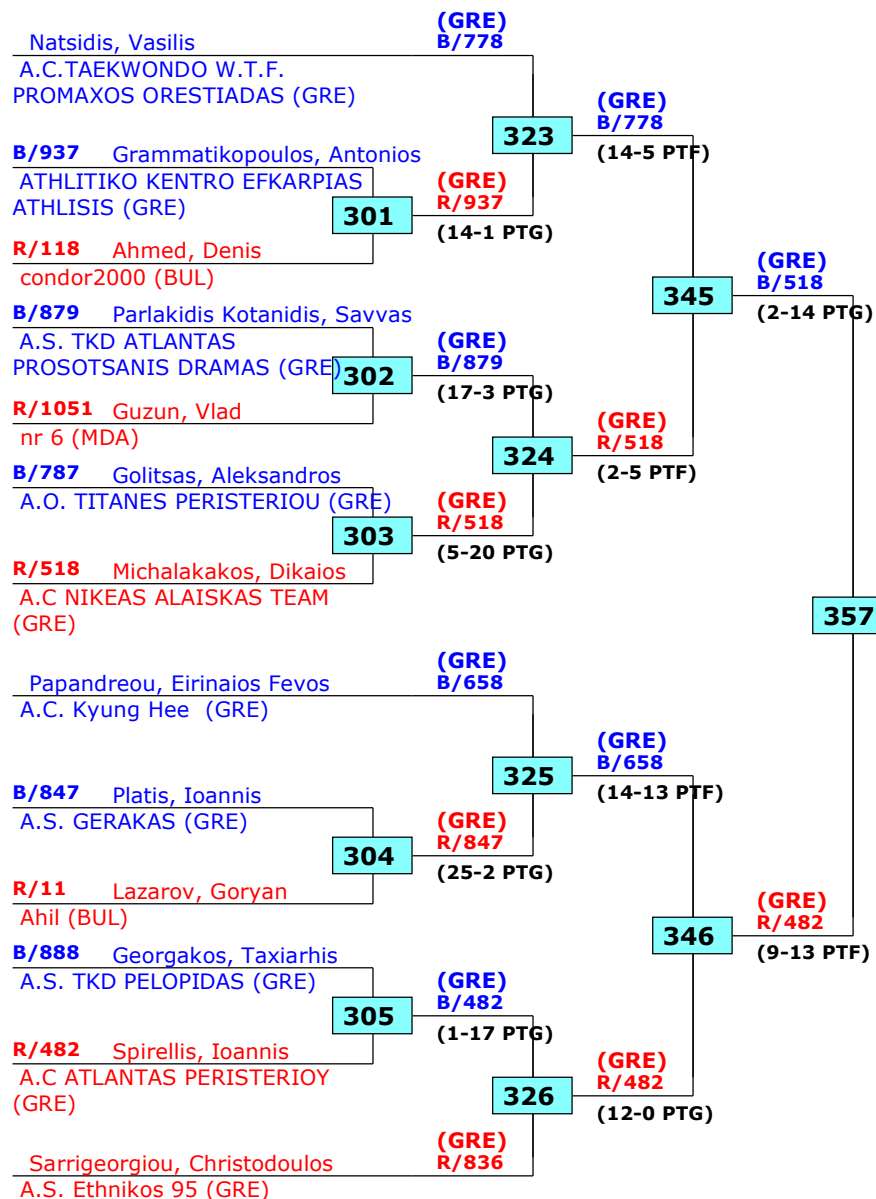 (GRE)
Natsidis, Vasilis B/778
A.C.TAEKWONDO W.T.F.
PROMAXOS ORESTIADAS (GRE)
(GRE)
323 B/778
(14-5 PTF)
B/937 Grammatikopoulos, Antonios
ATHLITIKO KENTRO EFKARPIAS
ATHLISIS (GRE)
(GRE)
301 R/937
(14-1 PTG)
R/118 Ahmed, Denis
condor2000 (BUL)
(GRE)
345 B/518
(2-14 PTG)
B/879 Parlakidis Kotanidis, Savvas
A.S. TKD ATLANTAS
PROSOTSANIS DRAMAS (GRE)
(GRE)
302 B/879
(17-3 PTG)
R/1051 Guzun, Vlad
nr 6 (MDA)
(GRE)
324 R/518
(2-5 PTF)
B/787 Golitsas, Aleksandros
A.O. TITANES PERISTERIOU (GRE)
(GRE)
303 R/518
(5-20 PTG)
R/518 Michalakakos, Dikaios
A.C NIKEAS ALAISKAS TEAM
(GRE)
357
(GRE)
Papandreou, Eirinaios Fevos B/658
A.C. Kyung Hee (GRE)
(GRE)
325 B/658
(14-13 PTF)
B/847 Platis, Ioannis
A.S. GERAKAS (GRE)
(GRE)
304 R/847
(25-2 PTG)
R/11 Lazarov, Goryan
Ahil (BUL)
(GRE)
346 R/482
(9-13 PTF)
B/888 Georgakos, Taxiarhis
A.S. TKD PELOPIDAS (GRE)
(GRE)
305 B/482
(1-17 PTG)
R/482 Spirellis, Ioannis
A.C ATLANTAS PERISTERIOY
(GRE)
(GRE)
326 R/482
(12-0 PTG)
(GRE)
Sarrigeorgiou, Christodoulos R/836
A.S. Ethnikos 95 (GRE)